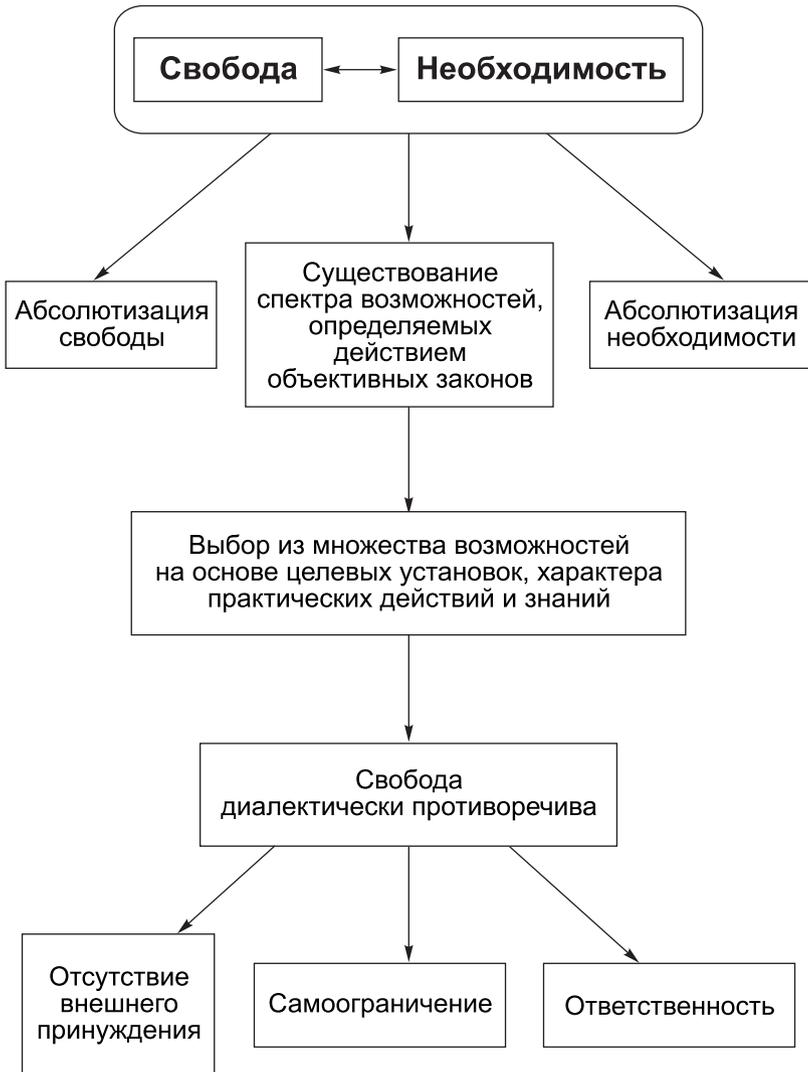 Свобода
Необходимость
Абсолютизация
свободы
Существование
спектра возможностей,
определяемых
действием
объективных законов
Абсолютизация
необходимости
Выбор из множества возможностей
на основе целевых установок, характера
практических действий и знаний
Свобода
диалектически противоречива
Отсутствие
внешнего
принуждения
Самоограничение
Ответственность